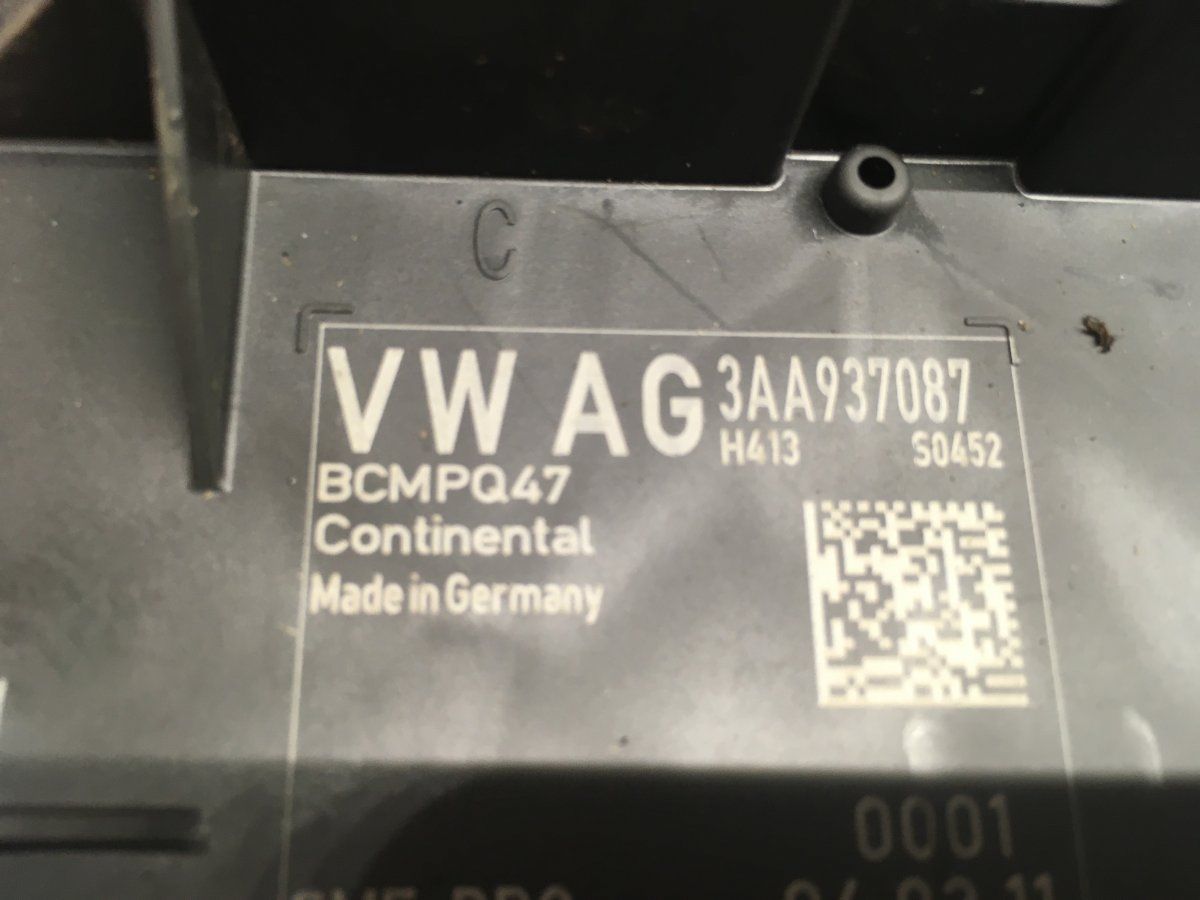 C
VW AG 3AA937087
H413 S0452
BCMPQ47
Continental
Made in Germany
0001